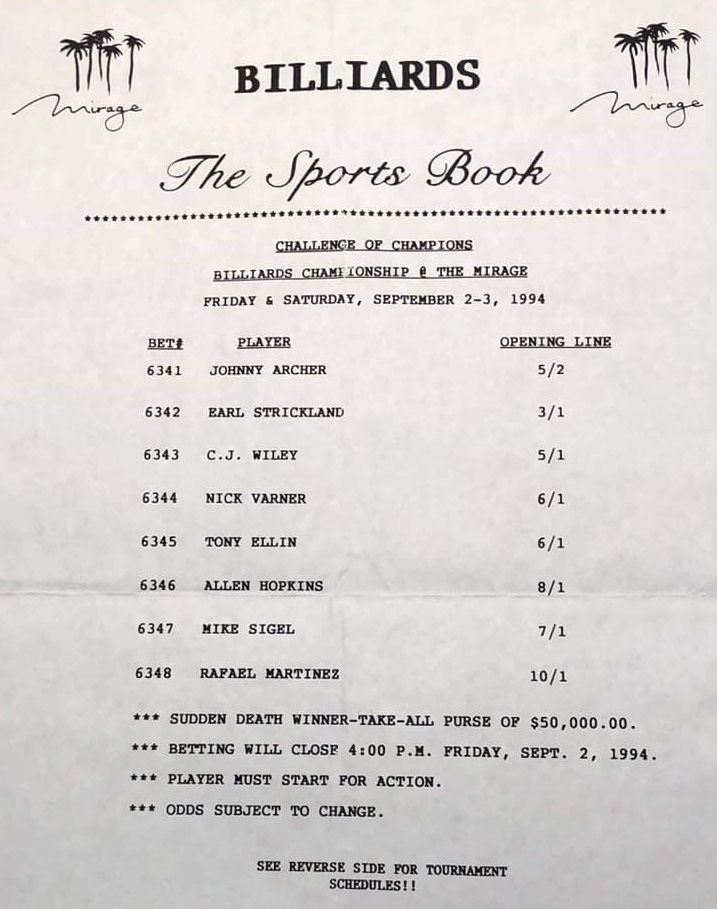 Mirage
BILLIARDS
Mirage
The Sports Book
CHALLENGE OF CHAMPIONS
BILLIARDS CHAMPIONSHIP @ THE MIRAGE
FRIDAY & SATURDAY, SEPTEMBER 2-3, 1994
BET# PLAYER OPENING LINE
6341 JOHNNY ARCHER 5/2
6342 EARL STRICKLAND 3/1
6343 C.J. WILEY 5/1
6344 NICK VARNER 6/1
6345 TONY ELLIN 6/1
6346 ALLEN HOPKINS 8/1
6347 MIKE SIGEL 7/1
6348 RAFAEL MARTINEZ 10/1
*** SUDDEN DEATH WINNER-TAKE-ALL PURSE OF $50,000.00.
*** BETTING WILL CLOSE 4:00 P.M. FRIDAY, SEPT. 2, 1994.
*** PLAYER MUST START FOR ACTION.
*** ODDS SUBJECT TO CHANGE.
SEE REVERSE SIDE FOR TOURNAMENT
SCHEDULES!!